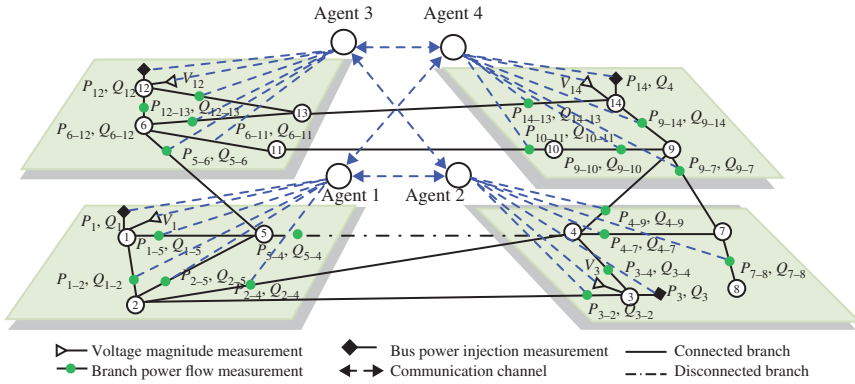 Agent 3
Agent 4
V12
P12, Q12
12
P12–13, Q12–13
13
P6–12, Q6–12
6
P6–11, Q6–11
11
P5–6, Q5–6
V14
P14, Q4
14
P14–13, Q14–13
P9–14, Q9–14
P10–11, Q10–11
10
9
P9–10, Q9–10
P9–7, Q9–7
Agent 1
Agent 2
P1, Q1
V1
1
P1–5, Q1–5
5
P5–4, Q5–4
P1–2, Q1–2
P2–5, Q2–5
P2–4, Q2–4
2
P4–9, Q4–9
4
P4–7, Q4–7
7
V3
P3–4, Q3–4
P7–8, Q7–8
3
P3, Q3
8
P3–2, Q3–2
Voltage magnitude measurement
Bus power injection measurement
Connected branch
Branch power flow measurement
Communication channel
Disconnected branch